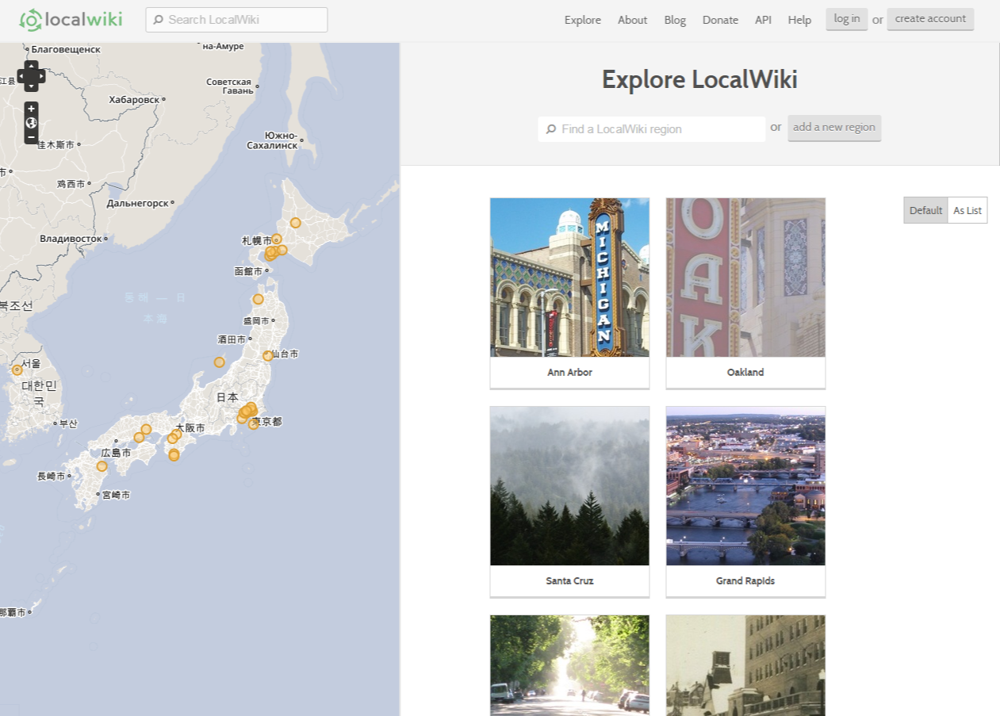 localwiki
Search LocalWiki
Explore
About
Blog
Donate
API
Help
log in
or
create account
Благовещенск
на-Амуре
江县
Советская
Гавань
Хабаровск
Южно-
Сахалинск
佳木斯市
市
鸡西市
Дальнегорск
Владивосток
札幌市
函館市
북조선
동해 — 日
本海
盛岡市
酒田市
仙台市
서울
대한민
국
日本
부산
東京都
大阪市
広島市
長崎市
宮崎市
那覇市
Explore LocalWiki
Find a LocalWiki region
or
add a new region
Default
As List
MICHIGAN
OAK
Ann Arbor
Oakland
Santa Cruz
Grand Rapids